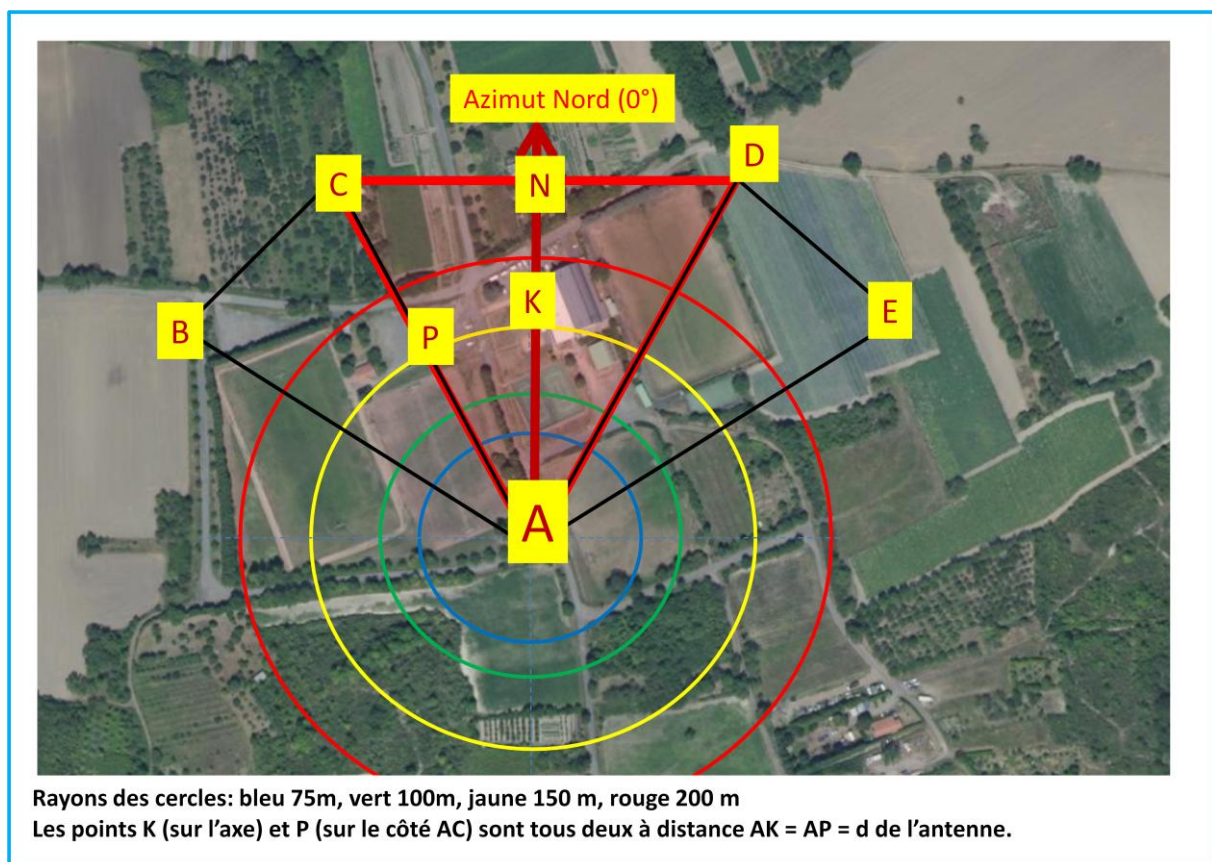 Azimut Nord (0°)
D
C
N
K
E
B
P
A
Rayons des cercles: bleu 75m, vert 100m, jaune 150 m, rouge 200 m
Les points K (sur l’axe) et P (sur le côté AC) sont tous deux à distance AK = AP = d de l’antenne.